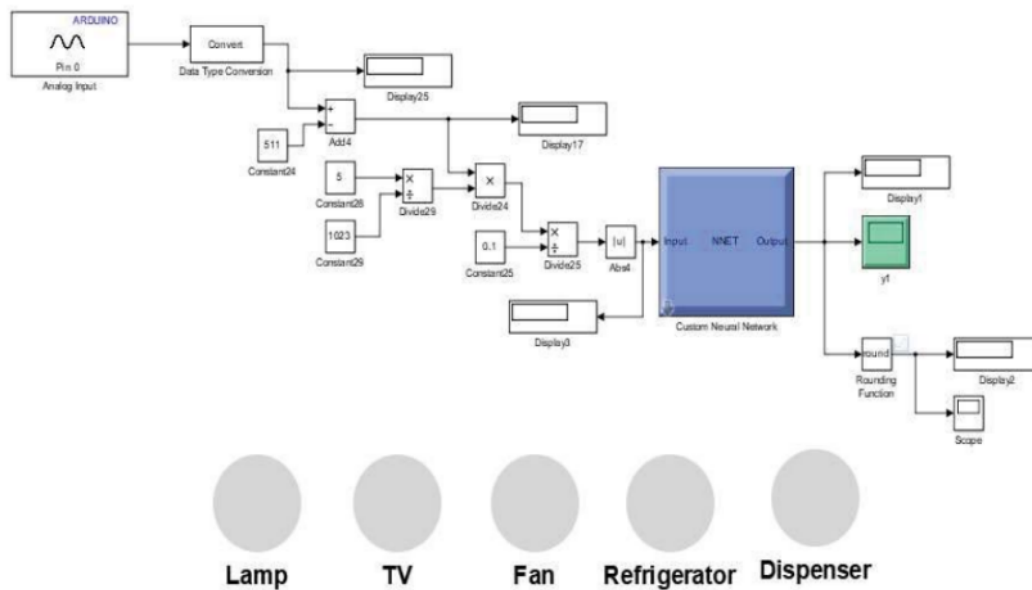 ARDUINO
Pin 0
Analog Input
Convert
Data Type Conversion
Display25
+
−
Add4
511
Constant24
Display17
5
Constant28
×
÷
Divide29
×
Divide24
1023
Constant29
0.1
Constant25
×
÷
Divide25
|u|
Abs4
Display3
Input
NNET
Output
Custom Neural Network
Display1
y1
round
Rounding
Function
Display2
Scope
Lamp
TV
Fan
Refrigerator
Dispenser